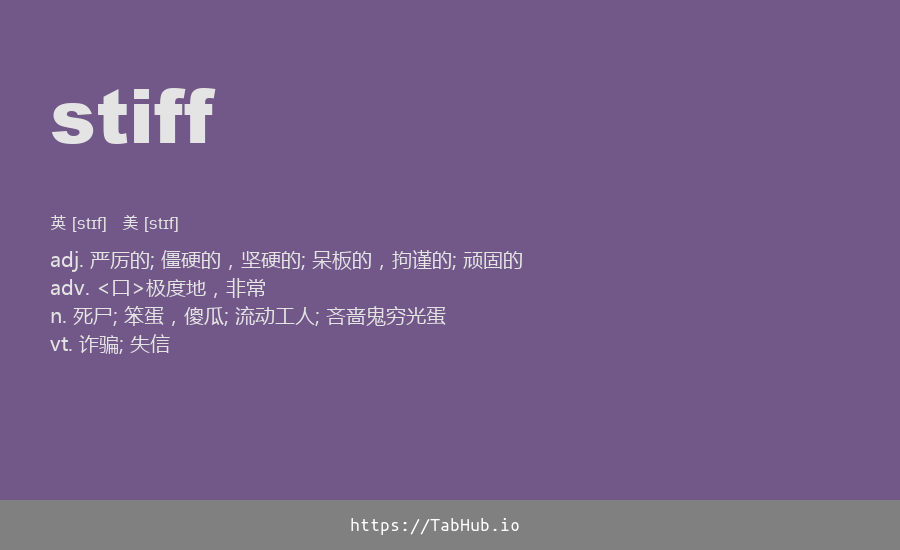 stiff
英 [stɪf] 美 [stɪf]
adj. 严厉的; 僵硬的，坚硬的; 呆板的，拘谨的; 顽固的
adv. <口>极度地，非常
n. 死尸; 笨蛋，傻瓜; 流动工人; 吝啬鬼穷光蛋
vt. 诈骗; 失信
https://TabHub.io